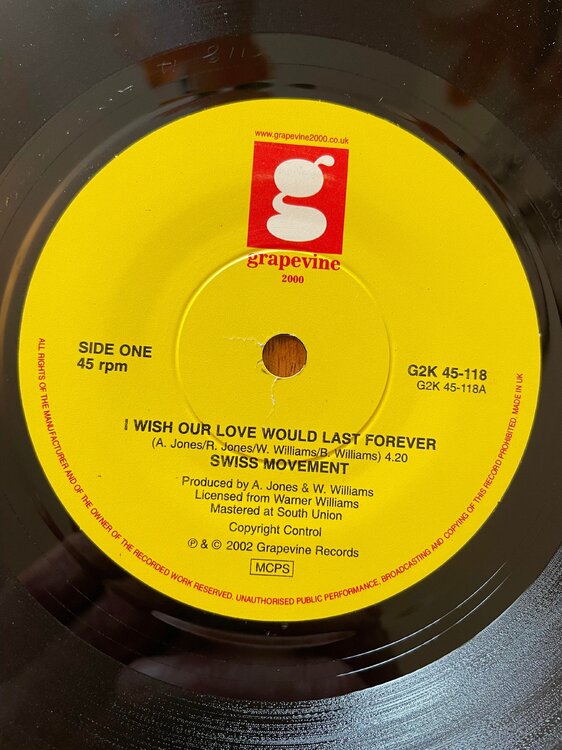 www.grapevine2000.co.uk
g
grapevine
2000
SIDE ONE
45 rpm
G2K 45-118
G2K 45-118A
I WISH OUR LOVE WOULD LAST FOREVER
(A. Jones/R. Jones/W. Williams/B. Williams) 4.20
SWISS MOVEMENT
Produced by A. Jones & W. Williams
Licensed from Warner Williams
Mastered at South Union
Copyright Control
℗ & © 2002 Grapevine Records
MCPS
ALL RIGHTS OF THE MANUFACTURER AND OF THE OWNER OF THE RECORDED WORK RESERVED. UNAUTHORISED PUBLIC PERFORMANCE, BROADCASTING AND COPYING OF THIS RECORD PROHIBITED. MADE IN UK